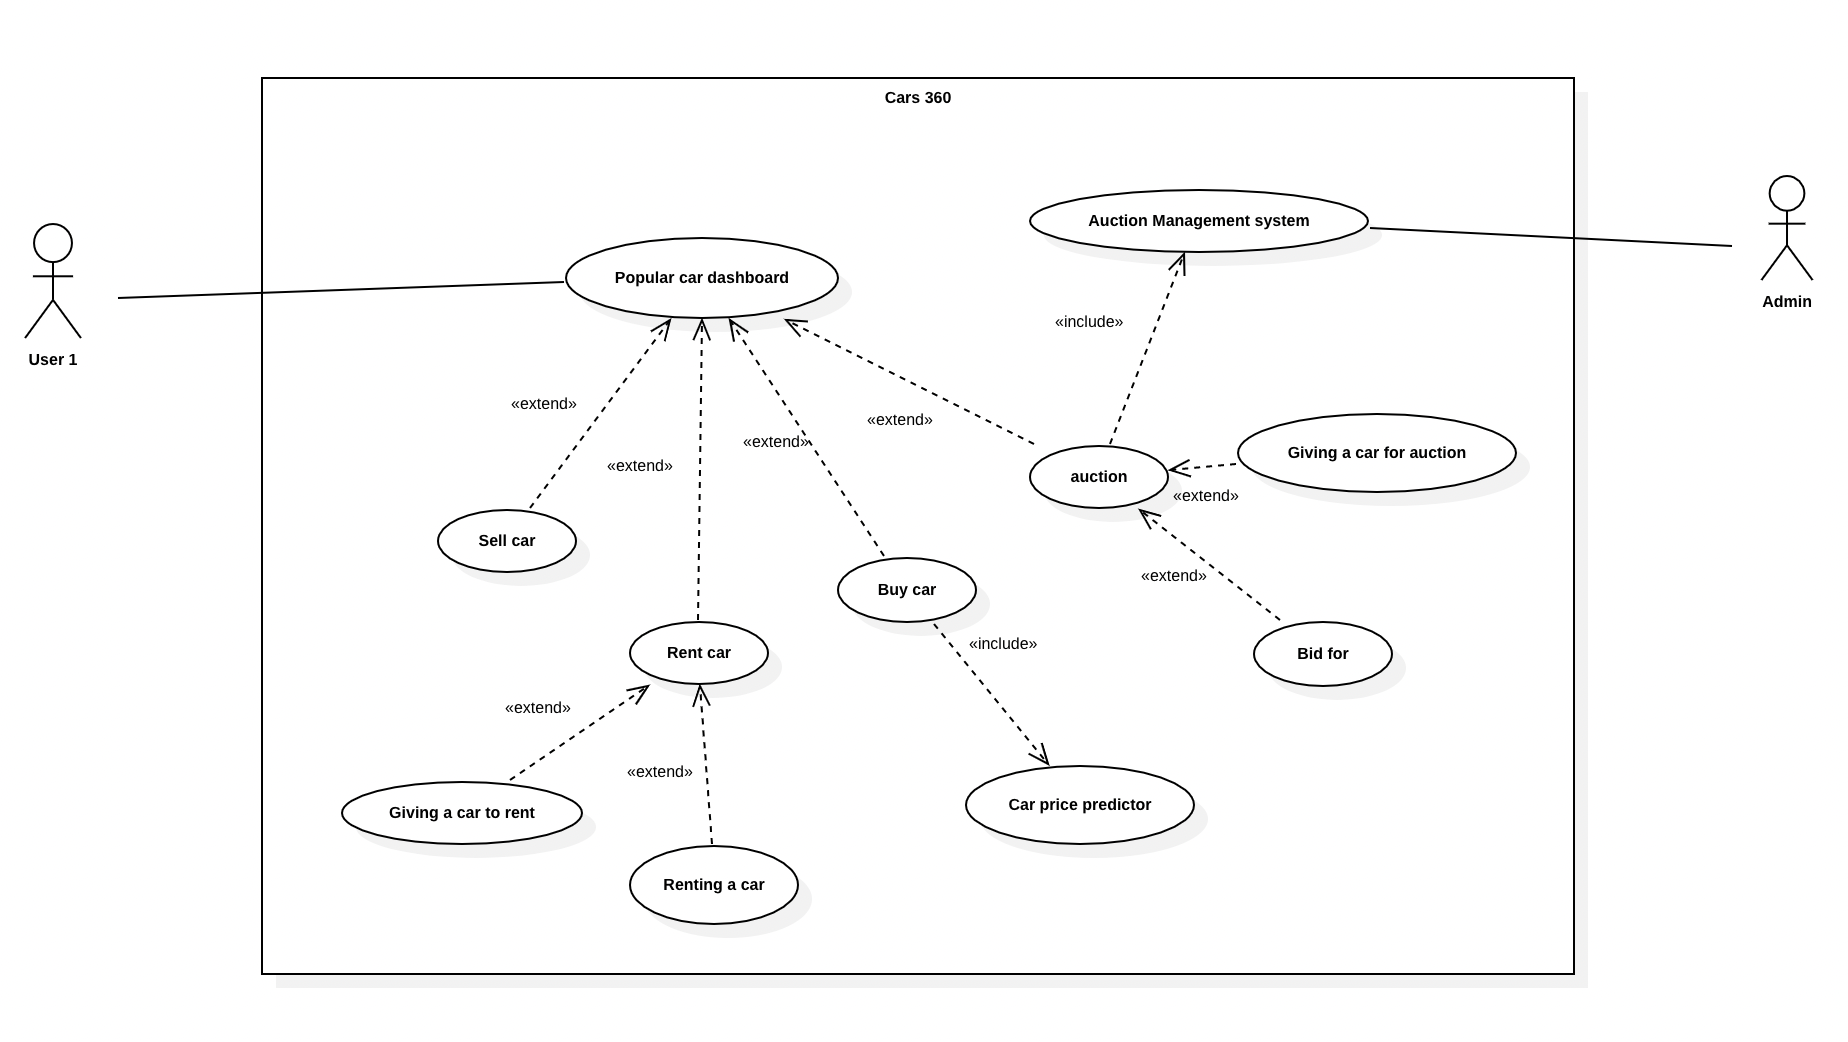 Cars 360
Auction Management system
Popular car dashboard
Admin
«include»
User 1
«extend»
«extend»
«extend»
Giving a car for auction
«extend»
auction
«extend»
Sell car
«extend»
Buy car
«include»
Rent car
Bid for
«extend»
«extend»
Car price predictor
Giving a car to rent
Renting a car